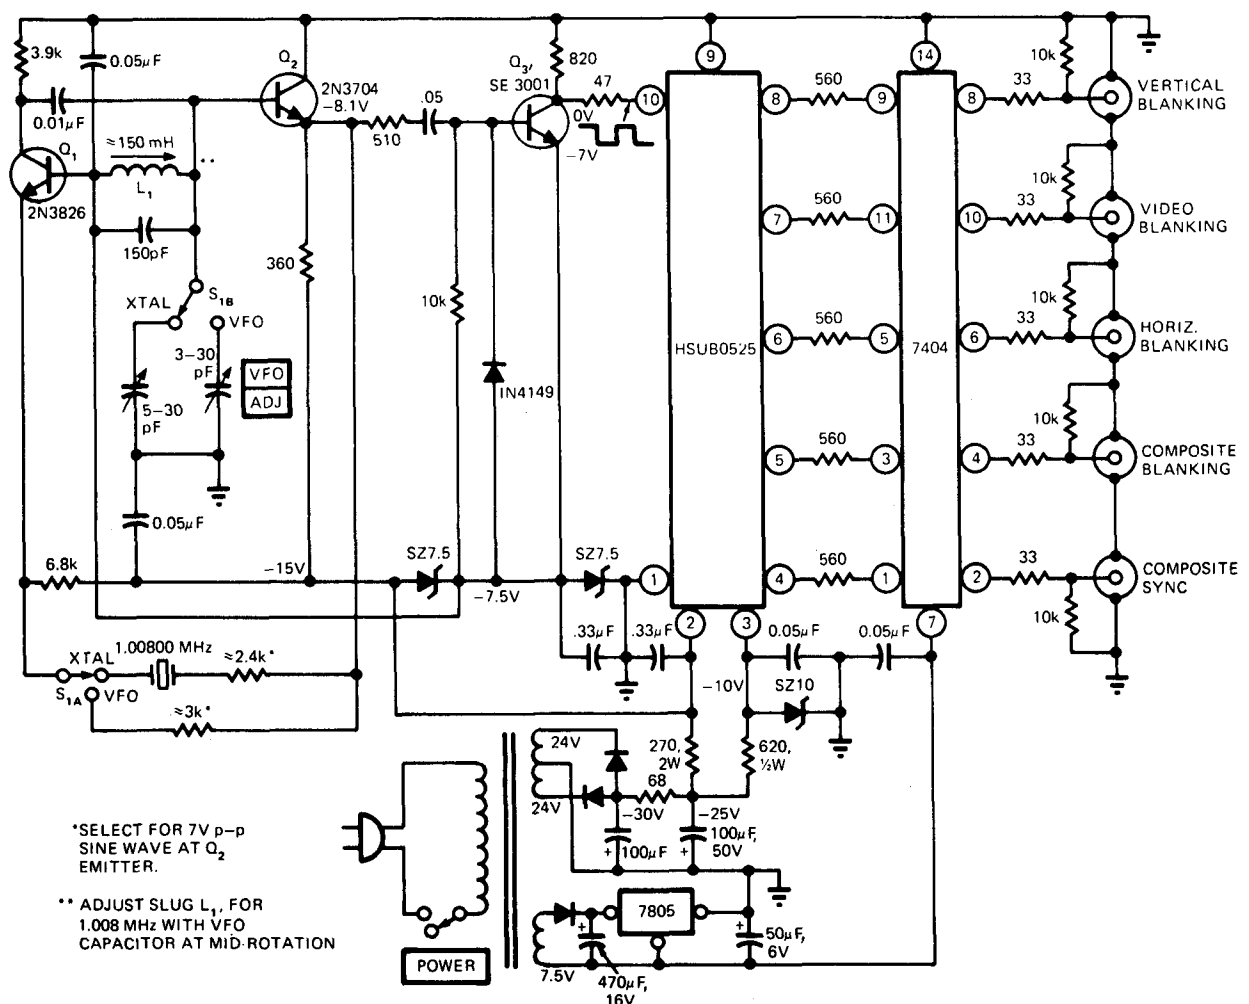 3.9k
0.05µF
Q2
2N3704
−8.1V
Q3,
SE 3001
820
47
0V
−7V
10
9
14
8
560
9
8
33
10k
VERTICAL
BLANKING
0.01µF
Q1
≈150 mH
··
L1
2N3826
150pF
510
.05
7
560
11
10
33
10k
VIDEO
BLANKING
360
10k
XTAL
S1B
VFO
3–30
pF
VFO
ADJ
5–30
pF
IN4149
HSUB0525
7404
6
560
5
6
33
10k
HORIZ.
BLANKING
5
560
3
4
33
10k
COMPOSITE
BLANKING
0.05µF
6.8k
−15V
SZ7.5
−7.5V
SZ7.5
1
4
560
1
2
33
10k
COMPOSITE
SYNC
2
3
7
.33µF
.33µF
0.05µF
0.05µF
XTAL
1.00800 MHz
≈2.4k*
S1A
VFO
≈3k*
−10V
SZ10
24V
24V
270,
2W
620,
½W
68
−30V
−25V
+
100µF
+
100µF,
50V
*SELECT FOR 7V p–p
SINE WAVE AT Q2
EMITTER.
** ADJUST SLUG L1, FOR
1.008 MHz WITH VFO
CAPACITOR AT MID-ROTATION
POWER
7.5V
+
470µF,
16V
7805
+
50µF,
6V